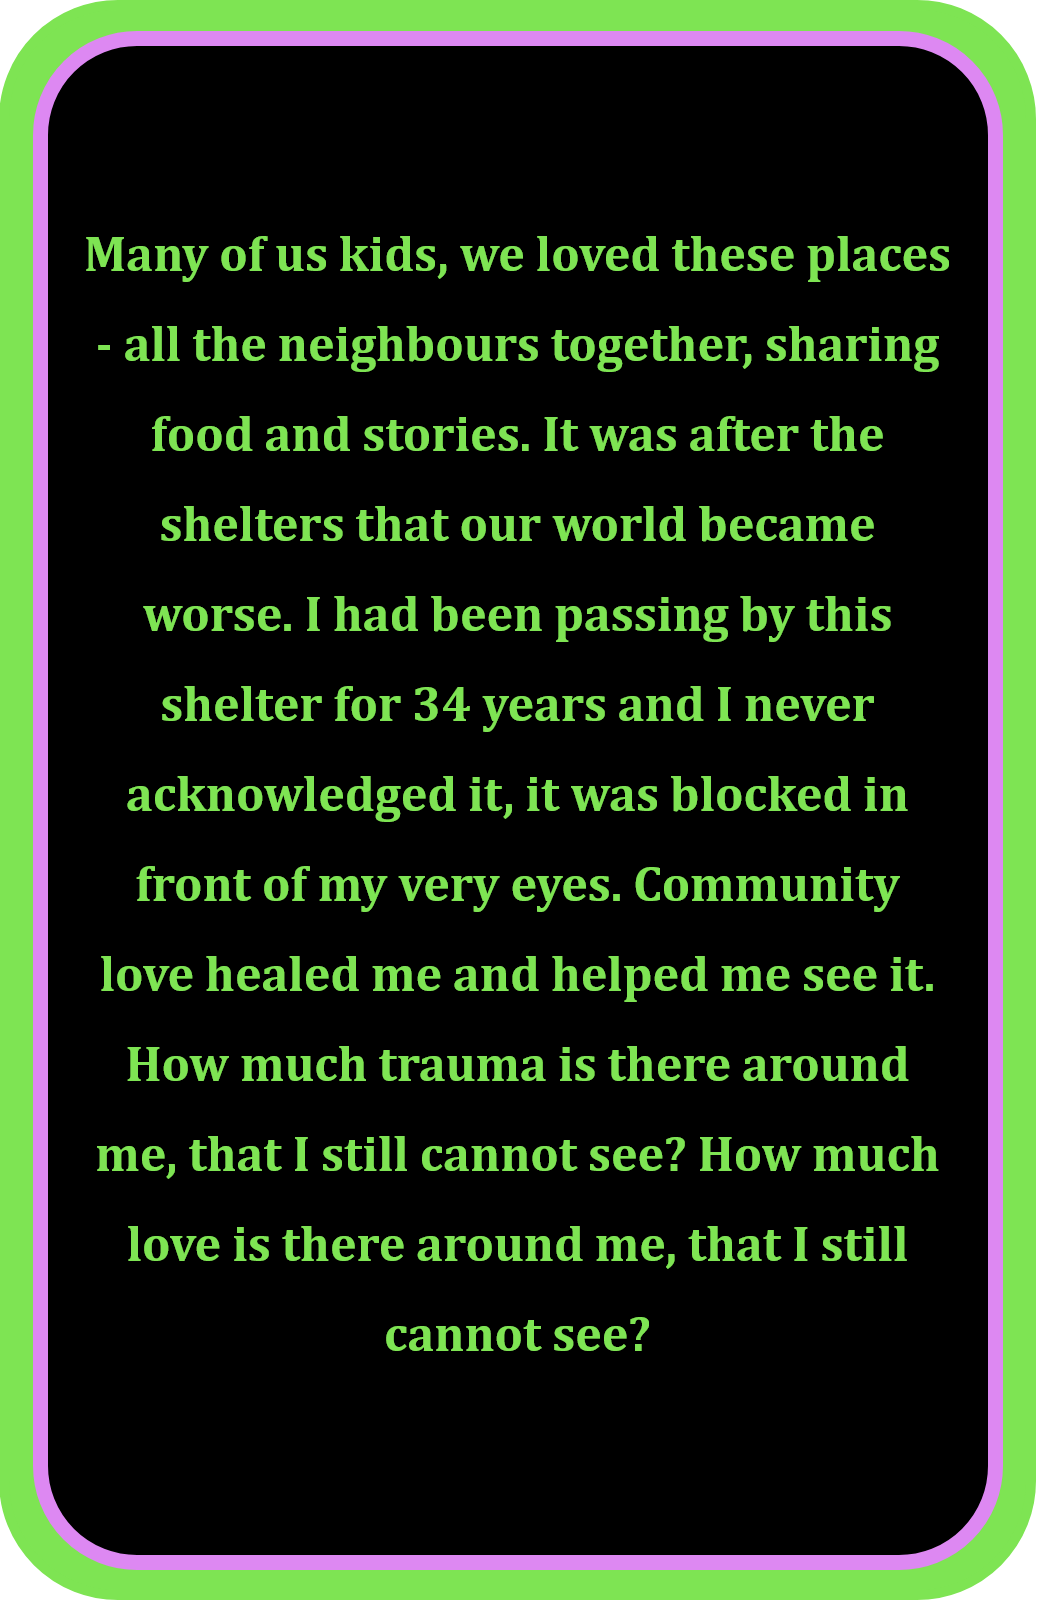 Many of us kids, we loved these places
- all the neighbours together, sharing
food and stories. It was after the
shelters that our world became
worse. I had been passing by this
shelter for 34 years and I never
acknowledged it, it was blocked in
front of my very eyes. Community
love healed me and helped me see it.
How much trauma is there around
me, that I still cannot see? How much
love is there around me, that I still
cannot see?